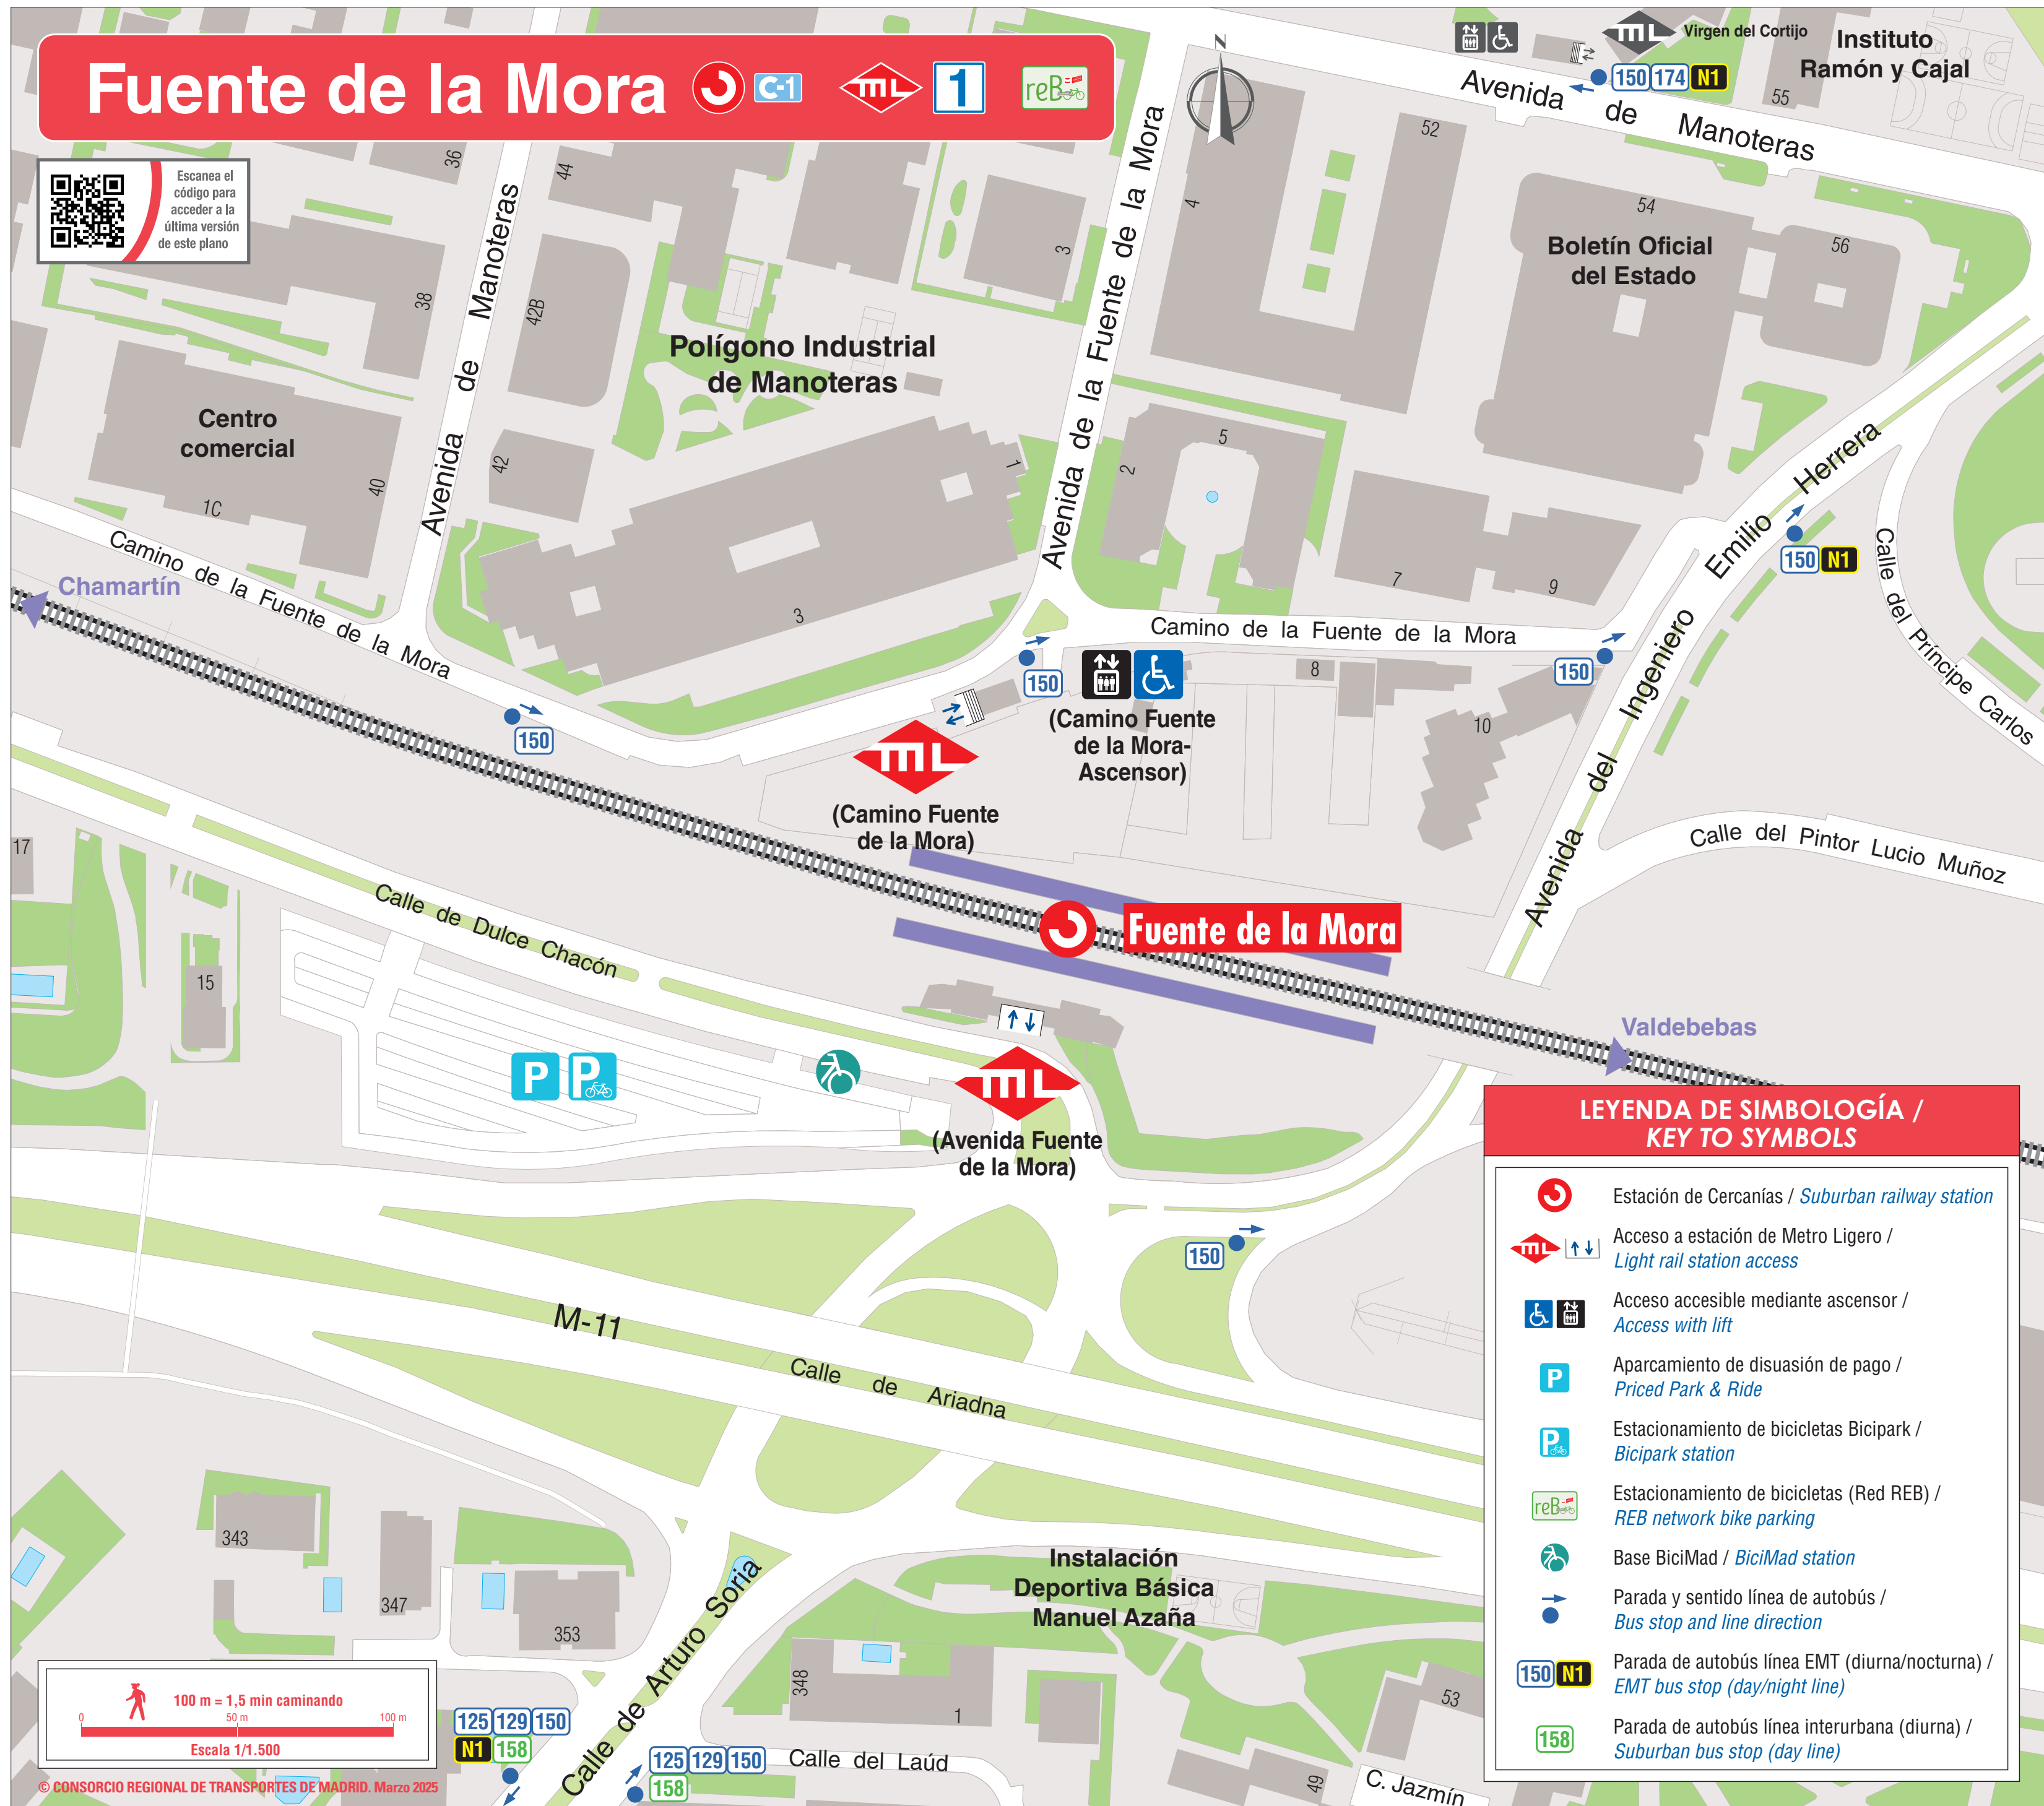 Fuente de la Mora
C-1
ML
1
reB
Escanea el
código para
acceder a la
última versión
de este plano
N
ML
Virgen del Cortijo
150 174 N1
Instituto
Ramón y Cajal
55
Avenida de Manoteras
36
44
38
42B
42
40
1C
3
4
52
54
56
Boletín Oficial
del Estado
Avenida de Manoteras
Avenida de la Fuente de la Mora
Avenida de la Fuente de la Mora
Polígono Industrial
de Manoteras
Centro
comercial
1
2
5
3
7
9
Camino de la Fuente de la Mora
Chamartín
150
Camino de la Fuente de la Mora
150
150
8
10
Avenida del Ingeniero Emilio Herrera
150 N1
Calle del Príncipe Carlos
Calle del Pintor Lucio Muñoz
ML
(Camino Fuente
de la Mora)
(Camino Fuente
de la Mora-
Ascensor)
Fuente de la Mora
Valdebebas
17
15
Calle de Dulce Chacón
P
P
ML
(Avenida Fuente
de la Mora)
150
M-11
Calle de Ariadna
343
347
353
Calle de Arturo Soria
Instalación
Deportiva Básica
Manuel Azaña
348
1
53
49
Calle del Laúd
C. Jazmín
125 129 150
N1 158
125 129 150
158
100 m = 1,5 min caminando
0 50 m 100 m
Escala 1/1.500
© CONSORCIO REGIONAL DE TRANSPORTES DE MADRID. Marzo 2025
LEYENDA DE SIMBOLOGÍA /
KEY TO SYMBOLS
Estación de Cercanías / Suburban railway station
ML
Acceso a estación de Metro Ligero /
Light rail station access
Acceso accesible mediante ascensor /
Access with lift
P
Aparcamiento de disuasión de pago /
Priced Park & Ride
P
Estacionamiento de bicicletas Bicipark /
Bicipark station
reB
Estacionamiento de bicicletas (Red REB) /
REB network bike parking
Base BiciMad / BiciMad station
Parada y sentido línea de autobús /
Bus stop and line direction
150 N1
Parada de autobús línea EMT (diurna/nocturna) /
EMT bus stop (day/night line)
158
Parada de autobús línea interurbana (diurna) /
Suburban bus stop (day line)